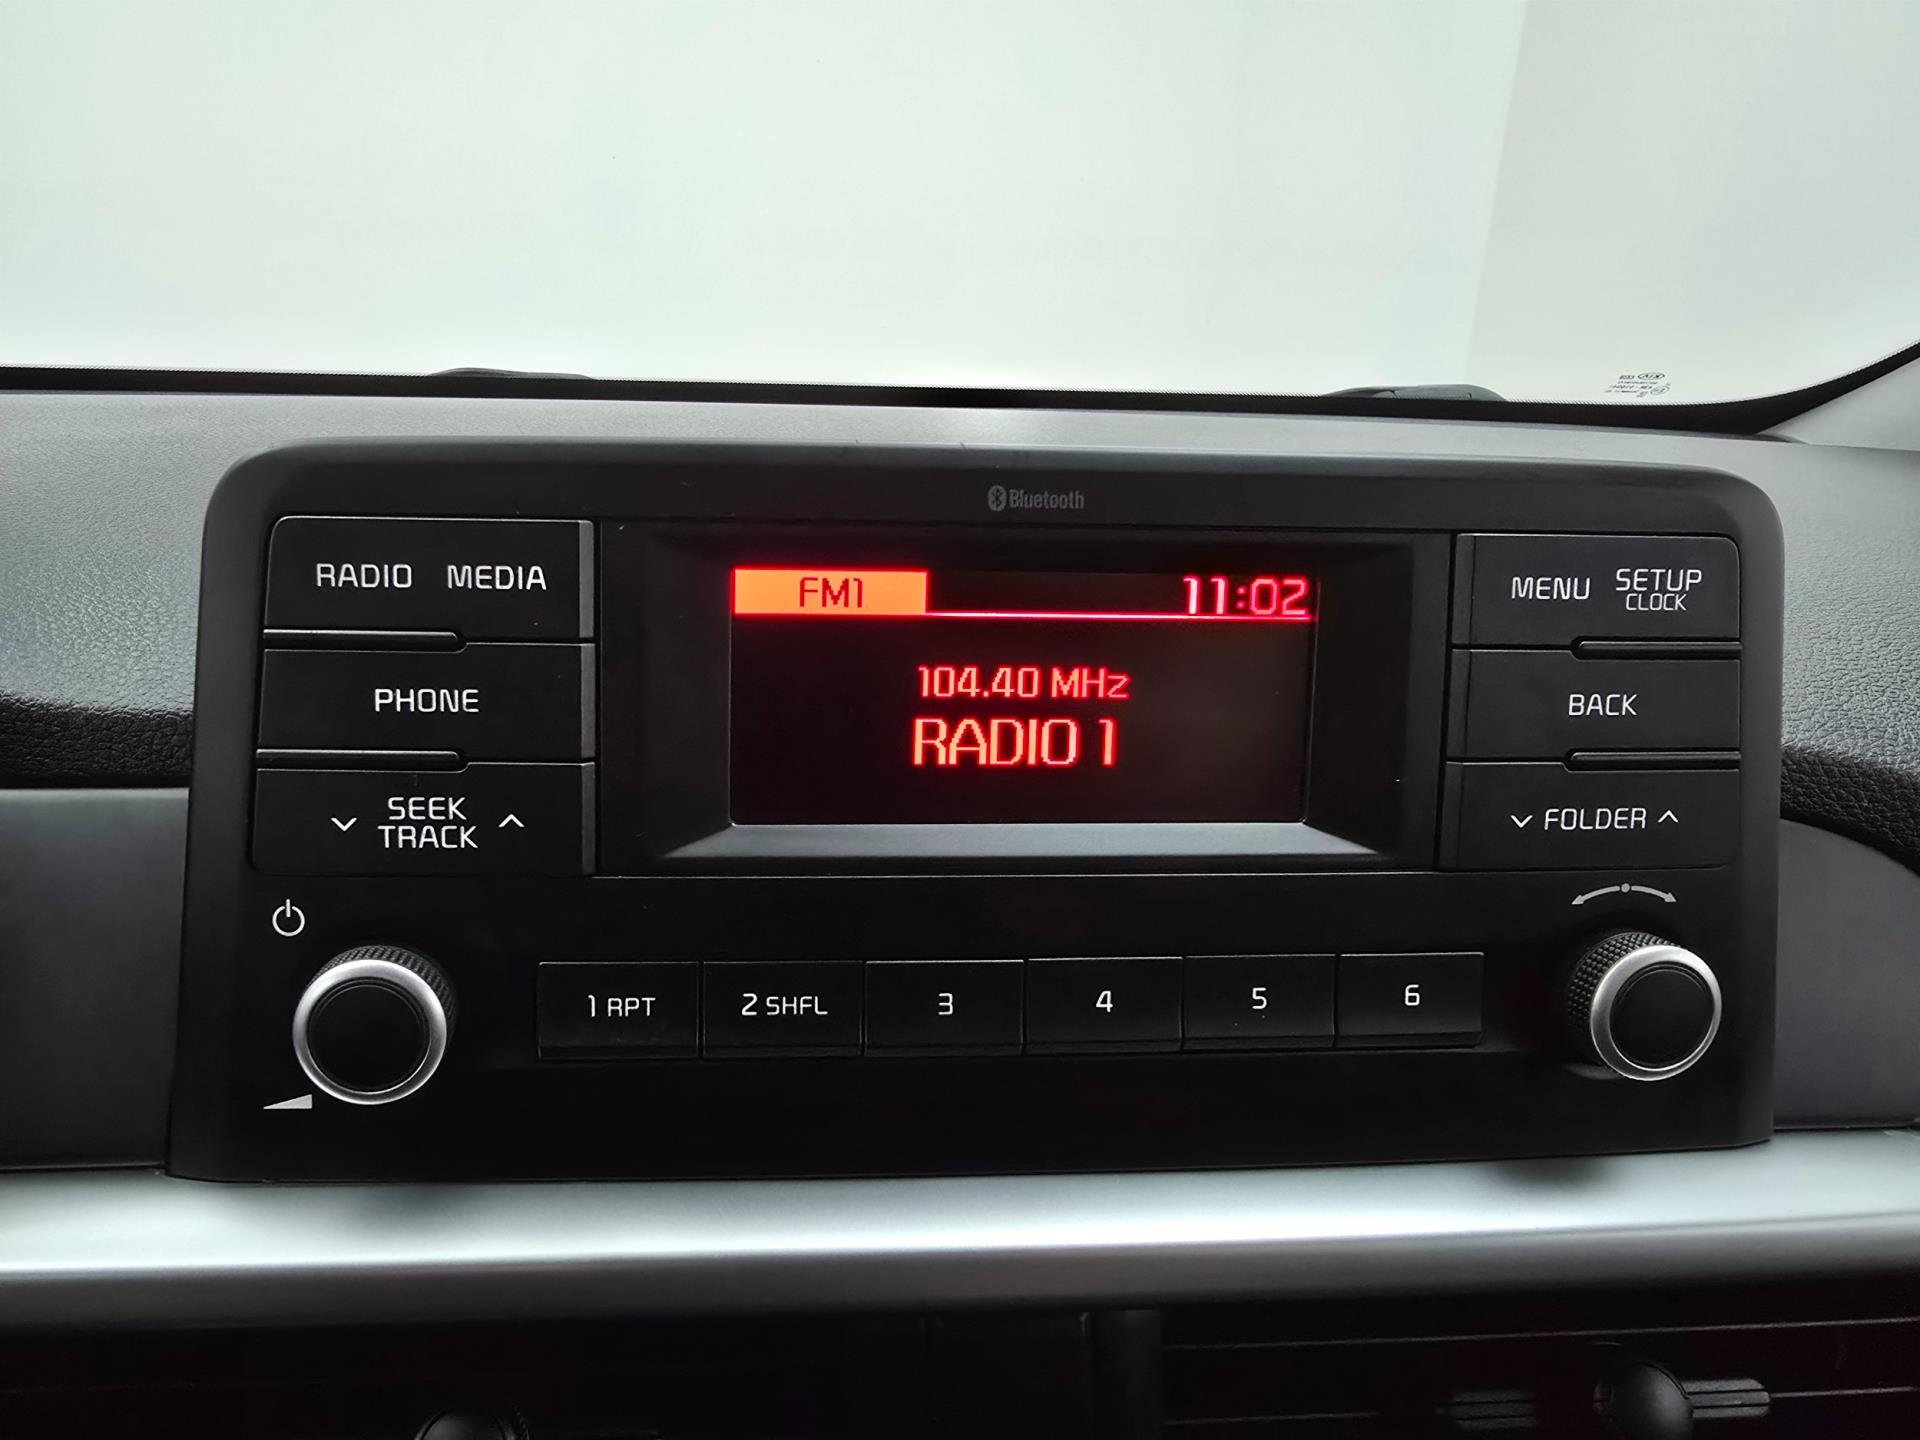 Bluetooth
RADIO MEDIA
PHONE
SEEK
TRACK
FM1 11:02
104.40 MHz
RADIO 1
MENU SETUP
CLOCK
BACK
FOLDER
1 RPT 2 SHFL 3 4 5 6